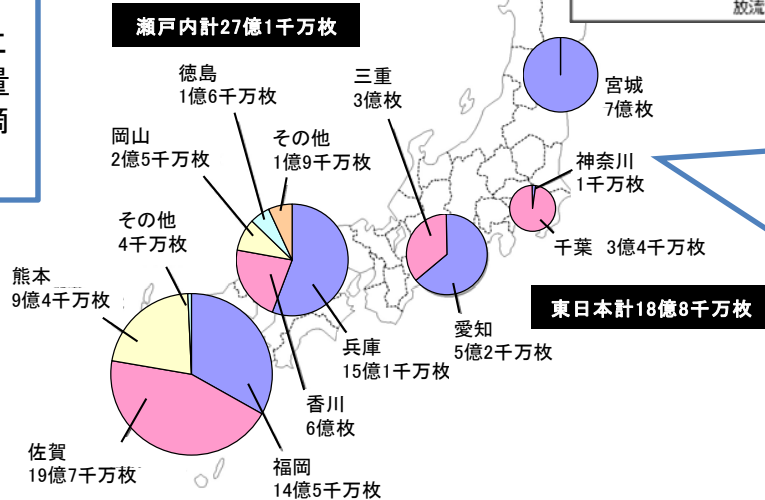 瀬戸内計27億1千万枚
放流
量
徳島
1億6千万枚
三重
3億枚
宮城
7億枚
岡山
2億5千万枚
その他
1億9千万枚
神奈川
1千万枚
その他
4千万枚
千葉 3億4千万枚
熊本
9億4千万枚
東日本計18億8千万枚
愛知
5億2千万枚
兵庫
15億1千万枚
香川
6億枚
佐賀
19億7千万枚
福岡
14億5千万枚